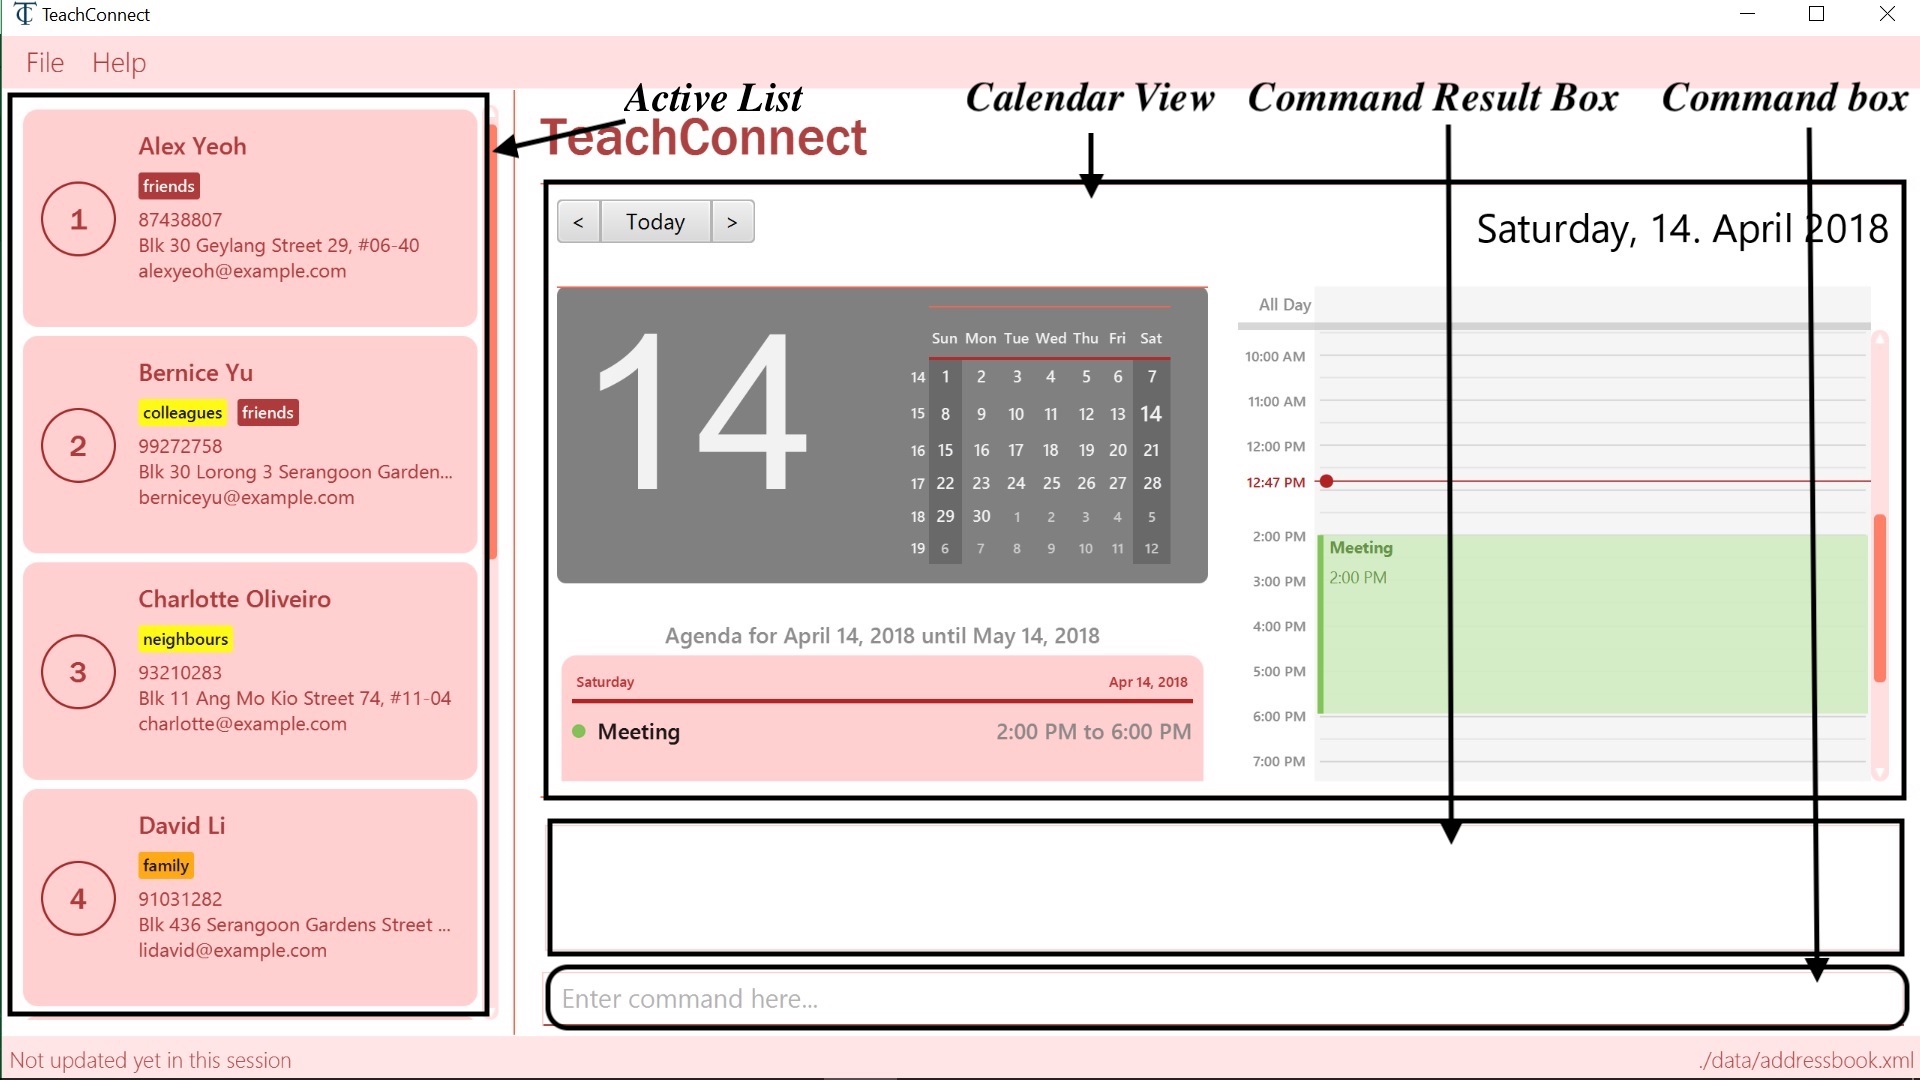 TeachConnect
File Help
Active List
Calendar View
Command Result Box
Command box
Alex Yeoh
friends
1
87438807
Blk 30 Geylang Street 29, #06-40
alexyeoh@example.com
Bernice Yu
colleagues friends
2
99272758
Blk 30 Lorong 3 Serangoon Garden...
berniceyu@example.com
Charlotte Oliveiro
neighbours
3
93210283
Blk 11 Ang Mo Kio Street 74, #11-04
charlotte@example.com
David Li
family
4
91031282
Blk 436 Serangoon Gardens Street ...
lidavid@example.com
TeachConnect
< Today >
Saturday, 14. April 2018
14
Sun Mon Tue Wed Thu Fri Sat
14 1 2 3 4 5 6 7
15 8 9 10 11 12 13 14
16 15 16 17 18 19 20 21
17 22 23 24 25 26 27 28
18 29 30 1 2 3 4 5
19 6 7 8 9 10 11 12
Agenda for April 14, 2018 until May 14, 2018
Saturday Apr 14, 2018
Meeting 2:00 PM to 6:00 PM
All Day
10:00 AM
11:00 AM
12:00 PM
12:47 PM
2:00 PM
Meeting
2:00 PM
3:00 PM
4:00 PM
5:00 PM
6:00 PM
7:00 PM
Enter command here...
Not updated yet in this session
./data/addressbook.xml